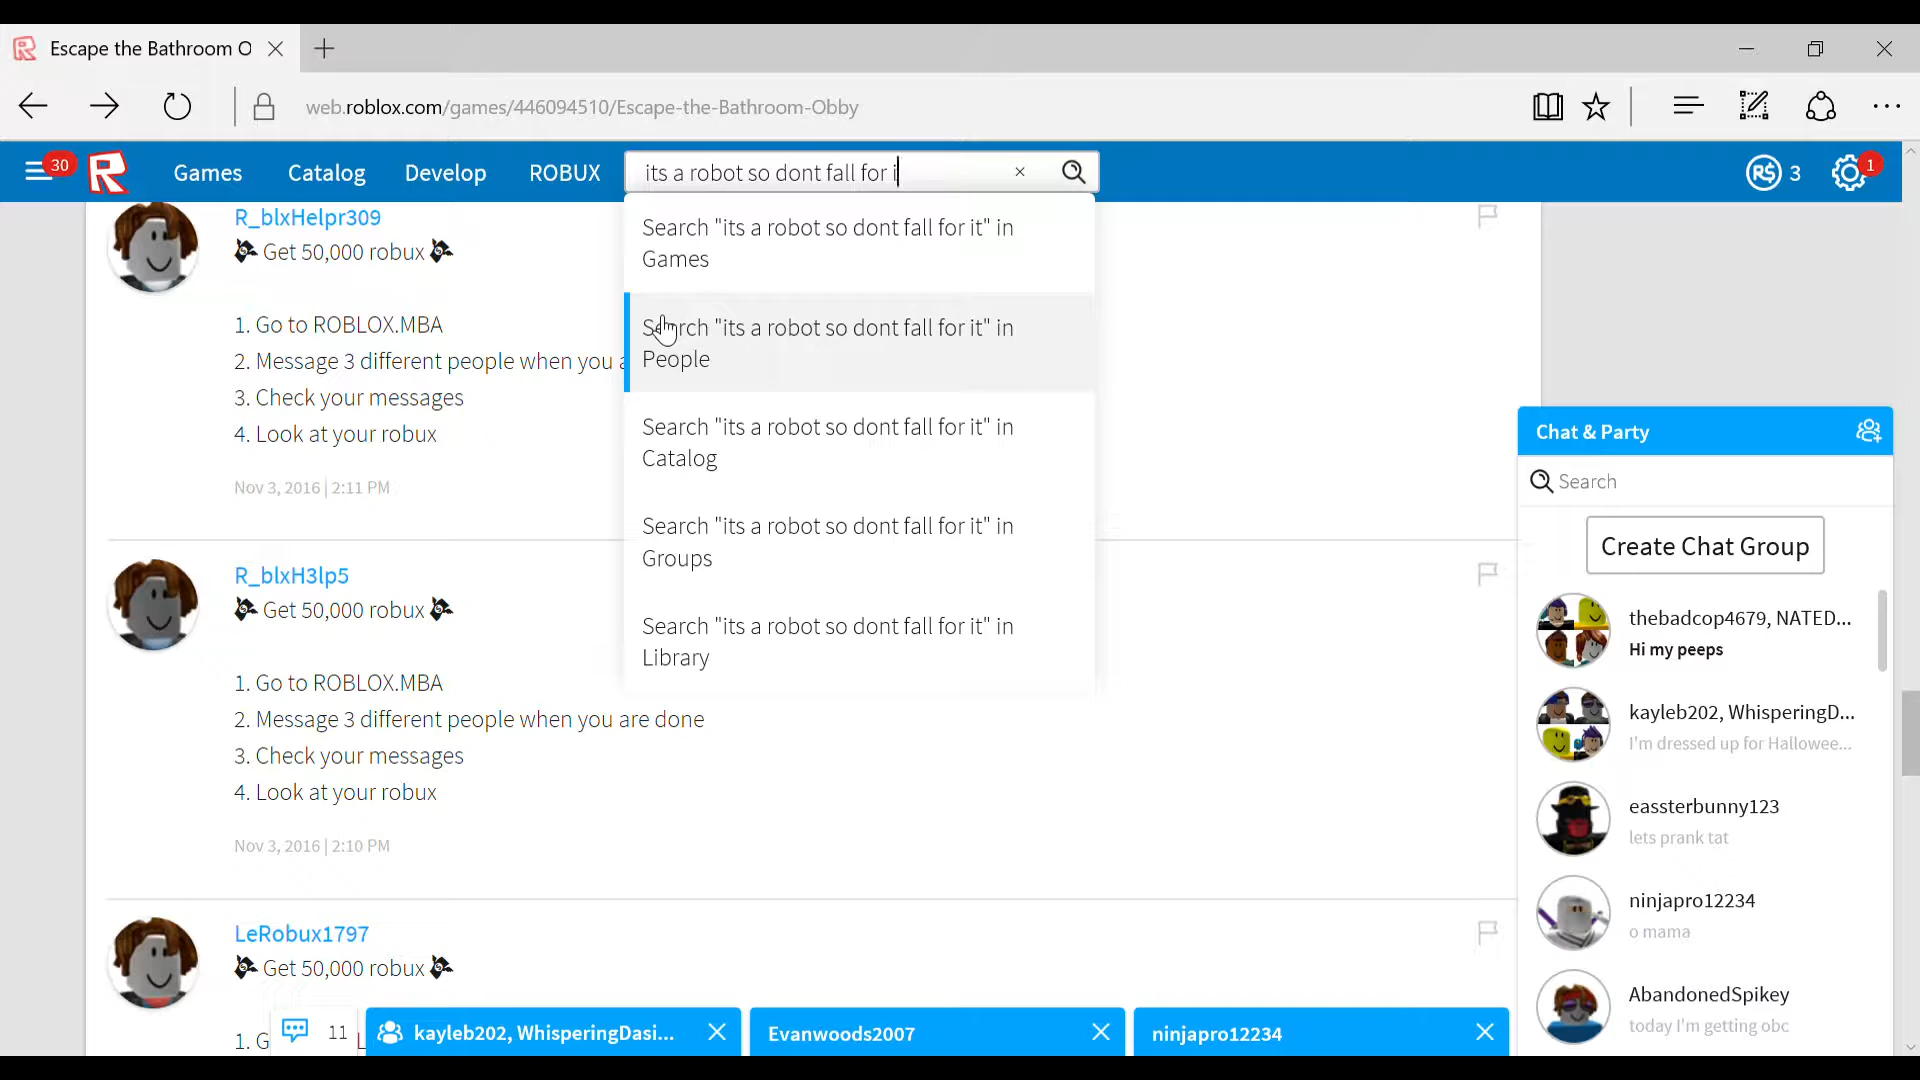 Escape the Bathroom O
web.roblox.com/games/446094510/Escape-the-Bathroom-Obby
30
Games
Catalog
Develop
ROBUX
its a robot so dont fall for i
R$ 3
1
R_blxHelpr309
Get 50,000 robux
1. Go to ROBLOX.MBA
2. Message 3 different people when you a
3. Check your messages
4. Look at your robux
Nov 3, 2016 | 2:11 PM
Search "its a robot so dont fall for it" in
Games
Search "its a robot so dont fall for it" in
People
Search "its a robot so dont fall for it" in
Catalog
Search "its a robot so dont fall for it" in
Groups
Search "its a robot so dont fall for it" in
Library
R_blxH3lp5
Get 50,000 robux
1. Go to ROBLOX.MBA
2. Message 3 different people when you are done
3. Check your messages
4. Look at your robux
Nov 3, 2016 | 2:10 PM
LeRobux1797
Get 50,000 robux
1. G
Chat & Party
Search
Create Chat Group
thebadcop4679, NATED...
Hi my peeps
kayleb202, WhisperingD...
I'm dressed up for Hallowee...
eassterbunny123
lets prank tat
ninjapro12234
o mama
AbandonedSpikey
today I'm getting obc
11
kayleb202, WhisperingDasi...
Evanwoods2007
ninjapro12234